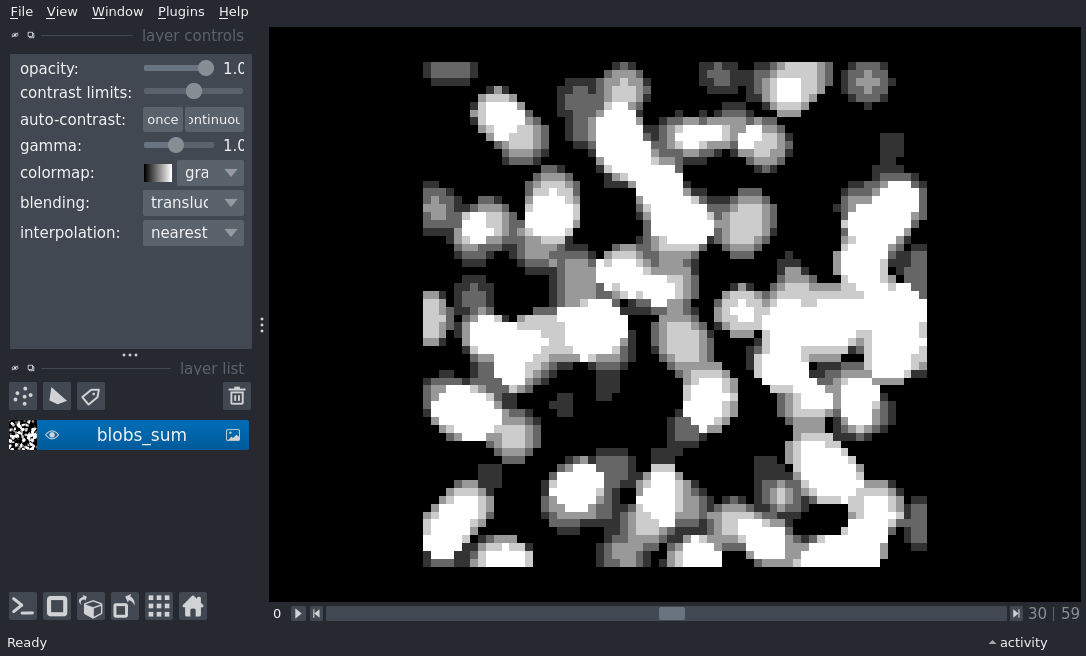 File View Window Plugins Help
layer controls
opacity: 1.0
contrast limits:
auto-contrast: once ontinuou
gamma: 1.0
colormap: gra
blending: transluc
interpolation: nearest
layer list
blobs_sum
0 30 | 59
Ready activity